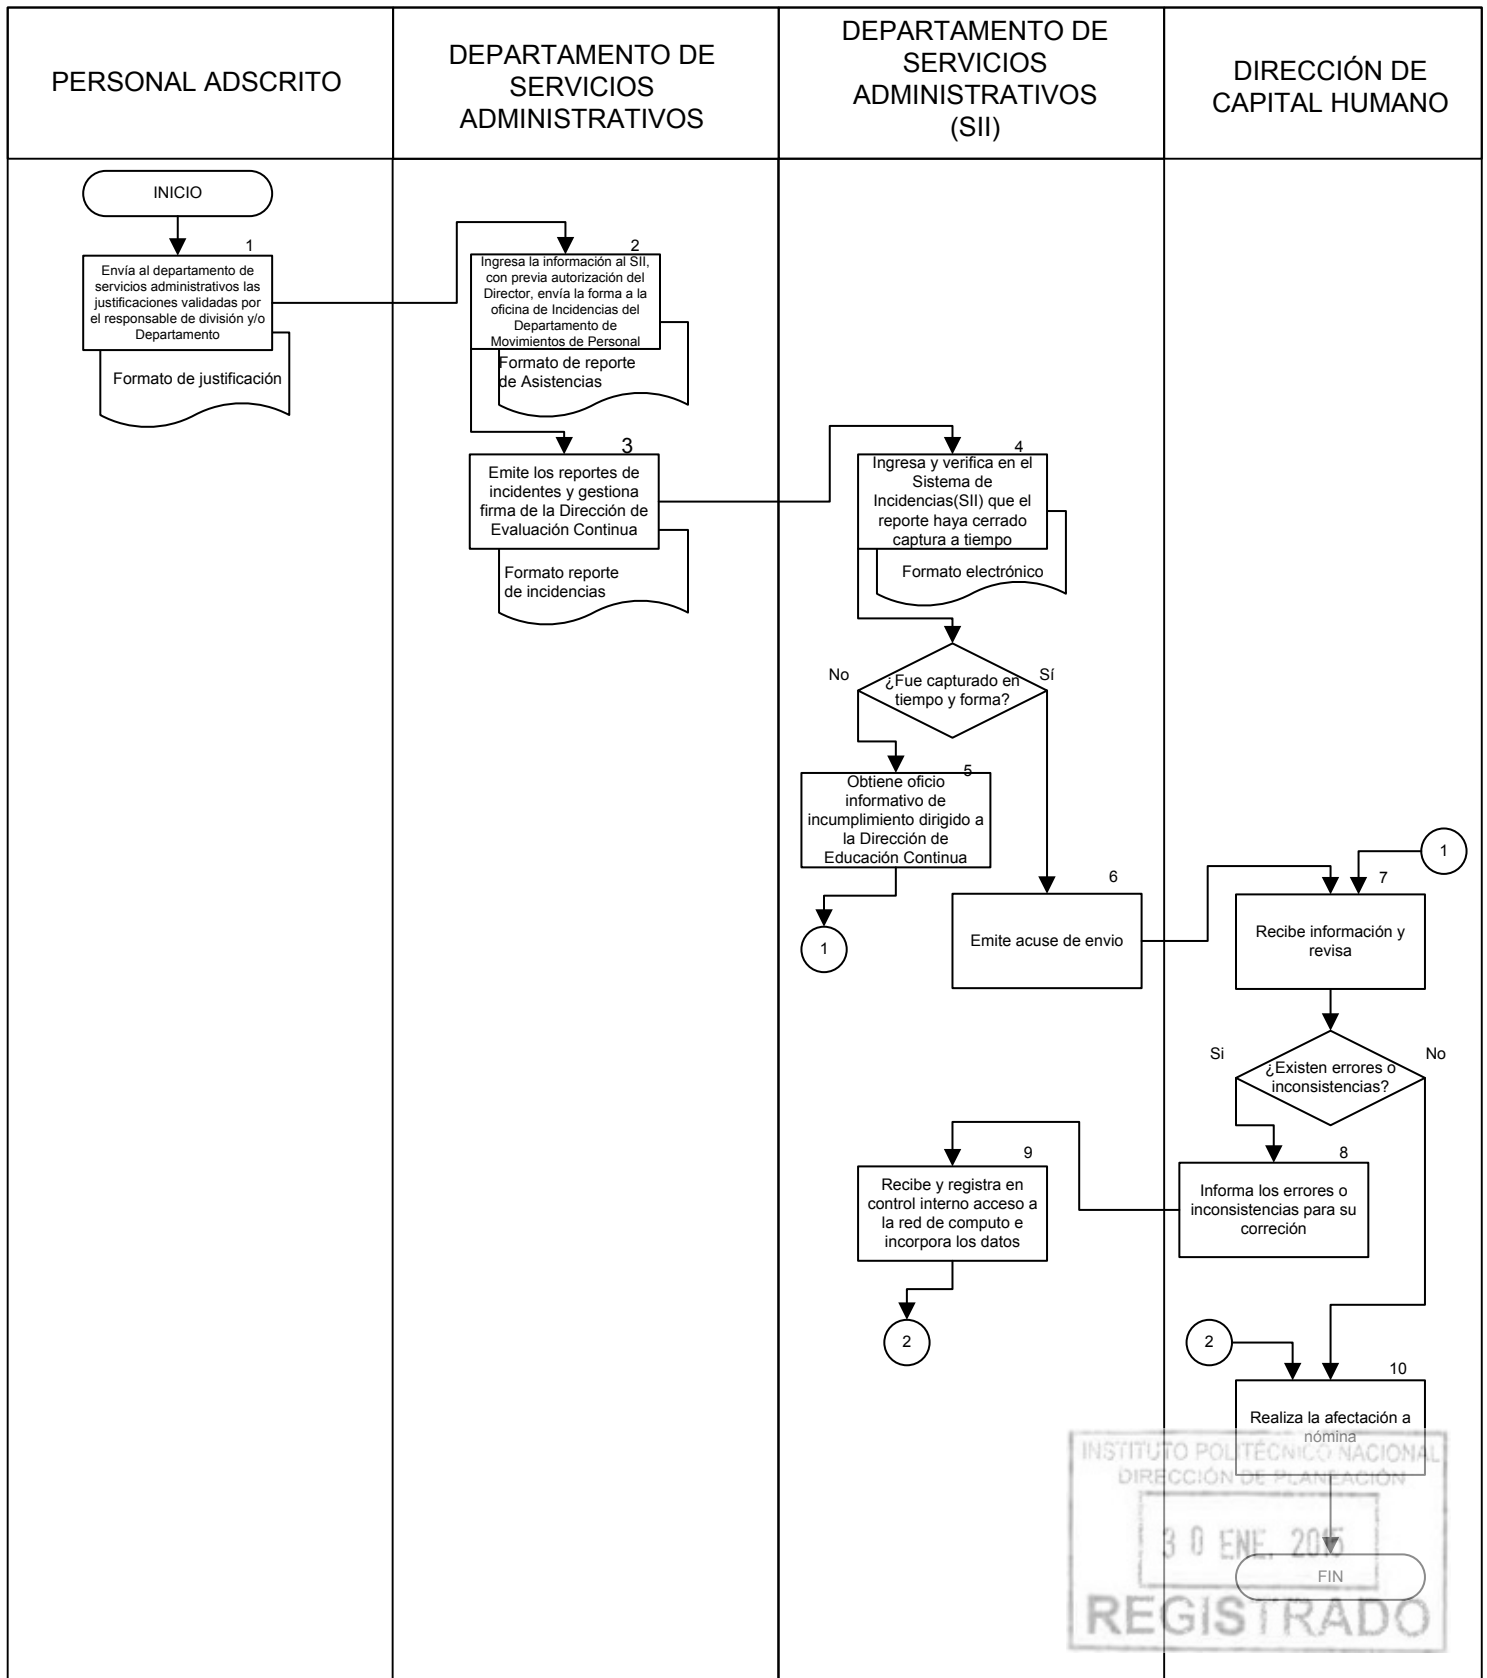 PERSONAL ADSCRITO
DEPARTAMENTO DE
SERVICIOS
ADMINISTRATIVOS
DEPARTAMENTO DE
SERVICIOS
ADMINISTRATIVOS
(SII)
DIRECCIÓN DE
CAPITAL HUMANO
INICIO
1
Envía al departamento de
servicios administrativos las
justificaciones validadas por
el responsable de división y/o
Departamento
Formato de justificación
2
Ingresa la información al SII,
con previa autorización del
Director, envía la forma a la
oficina de Incidencias del
Departamento de
Movimientos de Personal
Formato de reporte
de Asistencias
3
Emite los reportes de
incidentes y gestiona
firma de la Dirección de
Evaluación Continua
Formato reporte
de incidencias
4
Ingresa y verifica en el
Sistema de
Incidencias(SII) que el
reporte haya cerrado
captura a tiempo
Formato electrónico
No
¿Fue capturado en
tiempo y forma?
Sí
5
Obtiene oficio
informativo de
incumplimiento dirigido a
la Dirección de
Educación Continua
1
6
Emite acuse de envio
1
7
Recibe información y
revisa
Si
¿Existen errores o
inconsistencias?
No
8
Informa los errores o
inconsistencias para su
correción
9
Recibe y registra en
control interno acceso a
la red de computo e
incorpora los datos
2
2
10
Realiza la afectación a
nómina
INSTITUTO POLITÉCNICO NACIONAL
DIRECCIÓN DE PLANEACIÓN
30 ENE. 2015
FIN
REGISTRADO